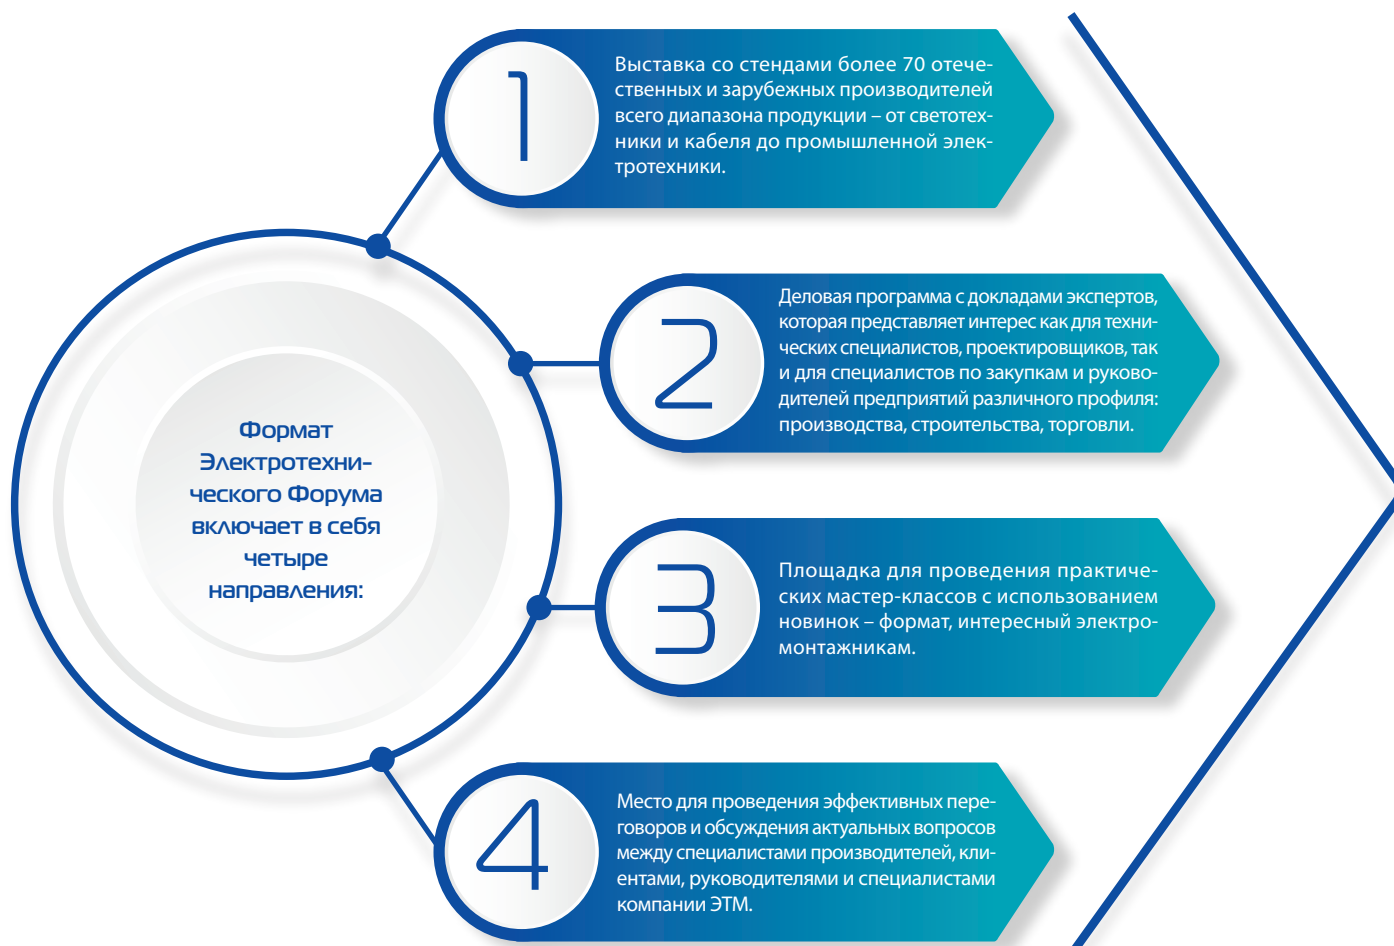 Формат
Электротехни-
ческого Форума
включает в себя
четыре
направления:
1
Выставка со стендами более 70 отече-
ственных и зарубежных производителей
всего диапазона продукции – от светотех-
ники и кабеля до промышленной элек-
тротехники.
2
Деловая программа с докладами экспертов,
которая представляет интерес как для техни-
ческих специалистов, проектировщиков, так
и для специалистов по закупкам и руково-
дителей предприятий различного профиля:
производства, строительства, торговли.
3
Площадка для проведения практиче-
ских мастер-классов с использованием
новинок – формат, интересный электро-
монтажникам.
4
Место для проведения эффективных пере-
говоров и обсуждения актуальных вопросов
между специалистами производителей, кли-
ентами, руководителями и специалистами
компании ЭТМ.